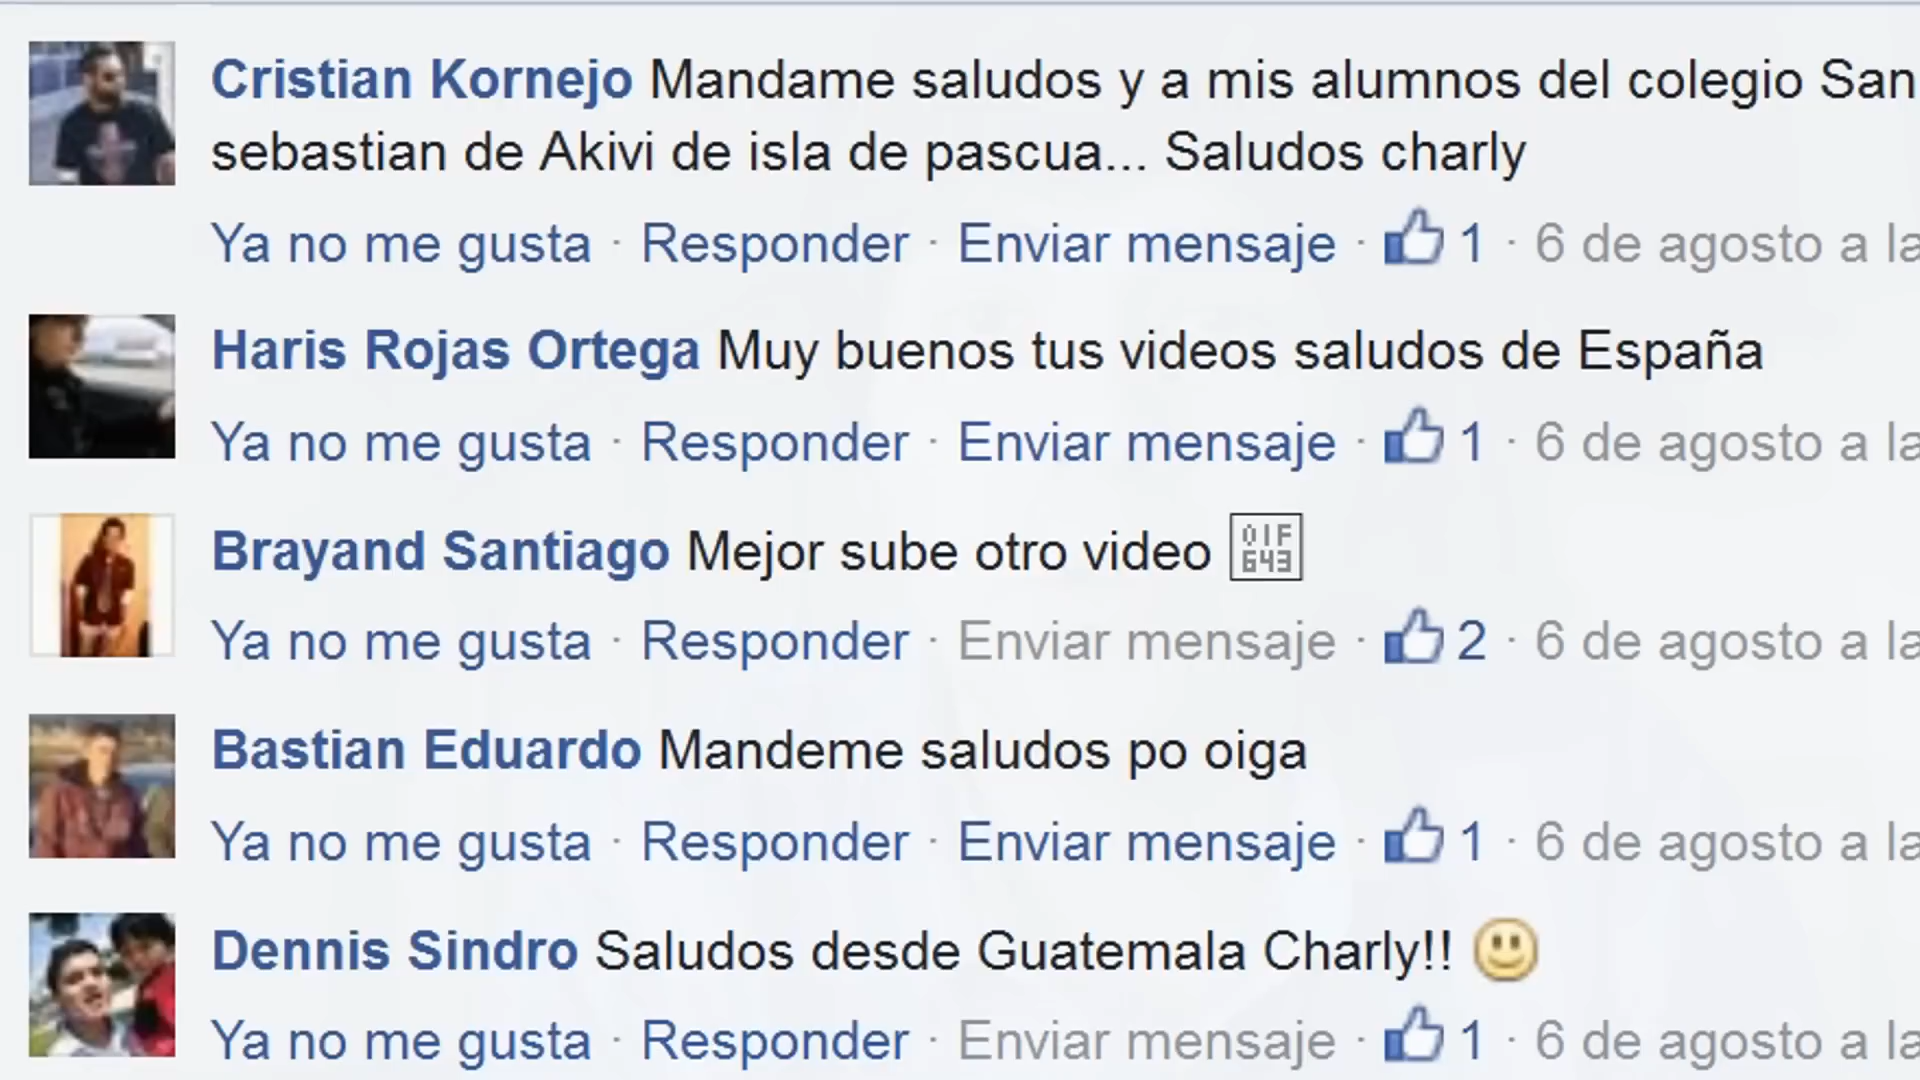 Cristian Kornejo Mandame saludos y a mis alumnos del colegio San
sebastian de Akivi de isla de pascua... Saludos charly
Ya no me gusta · Responder · Enviar mensaje · 1 · 6 de agosto a la
Haris Rojas Ortega Muy buenos tus videos saludos de España
Ya no me gusta · Responder · Enviar mensaje · 1 · 6 de agosto a la
Brayand Santiago Mejor sube otro video 01F643
Ya no me gusta · Responder · Enviar mensaje · 2 · 6 de agosto a la
Bastian Eduardo Mandeme saludos po oiga
Ya no me gusta · Responder · Enviar mensaje · 1 · 6 de agosto a la
Dennis Sindro Saludos desde Guatemala Charly!! 🙂
Ya no me gusta · Responder · Enviar mensaje · 1 · 6 de agosto a la